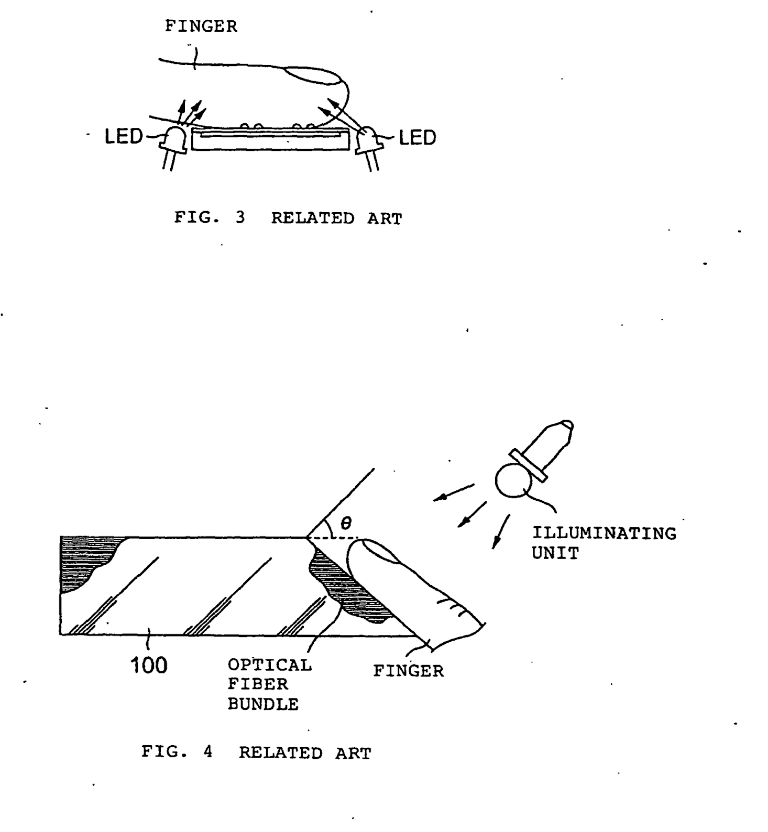 FINGER
LED
LED
FIG. 3 RELATED ART
θ
ILLUMINATING
UNIT
100
OPTICAL
FIBER
BUNDLE
FINGER
FIG. 4 RELATED ART